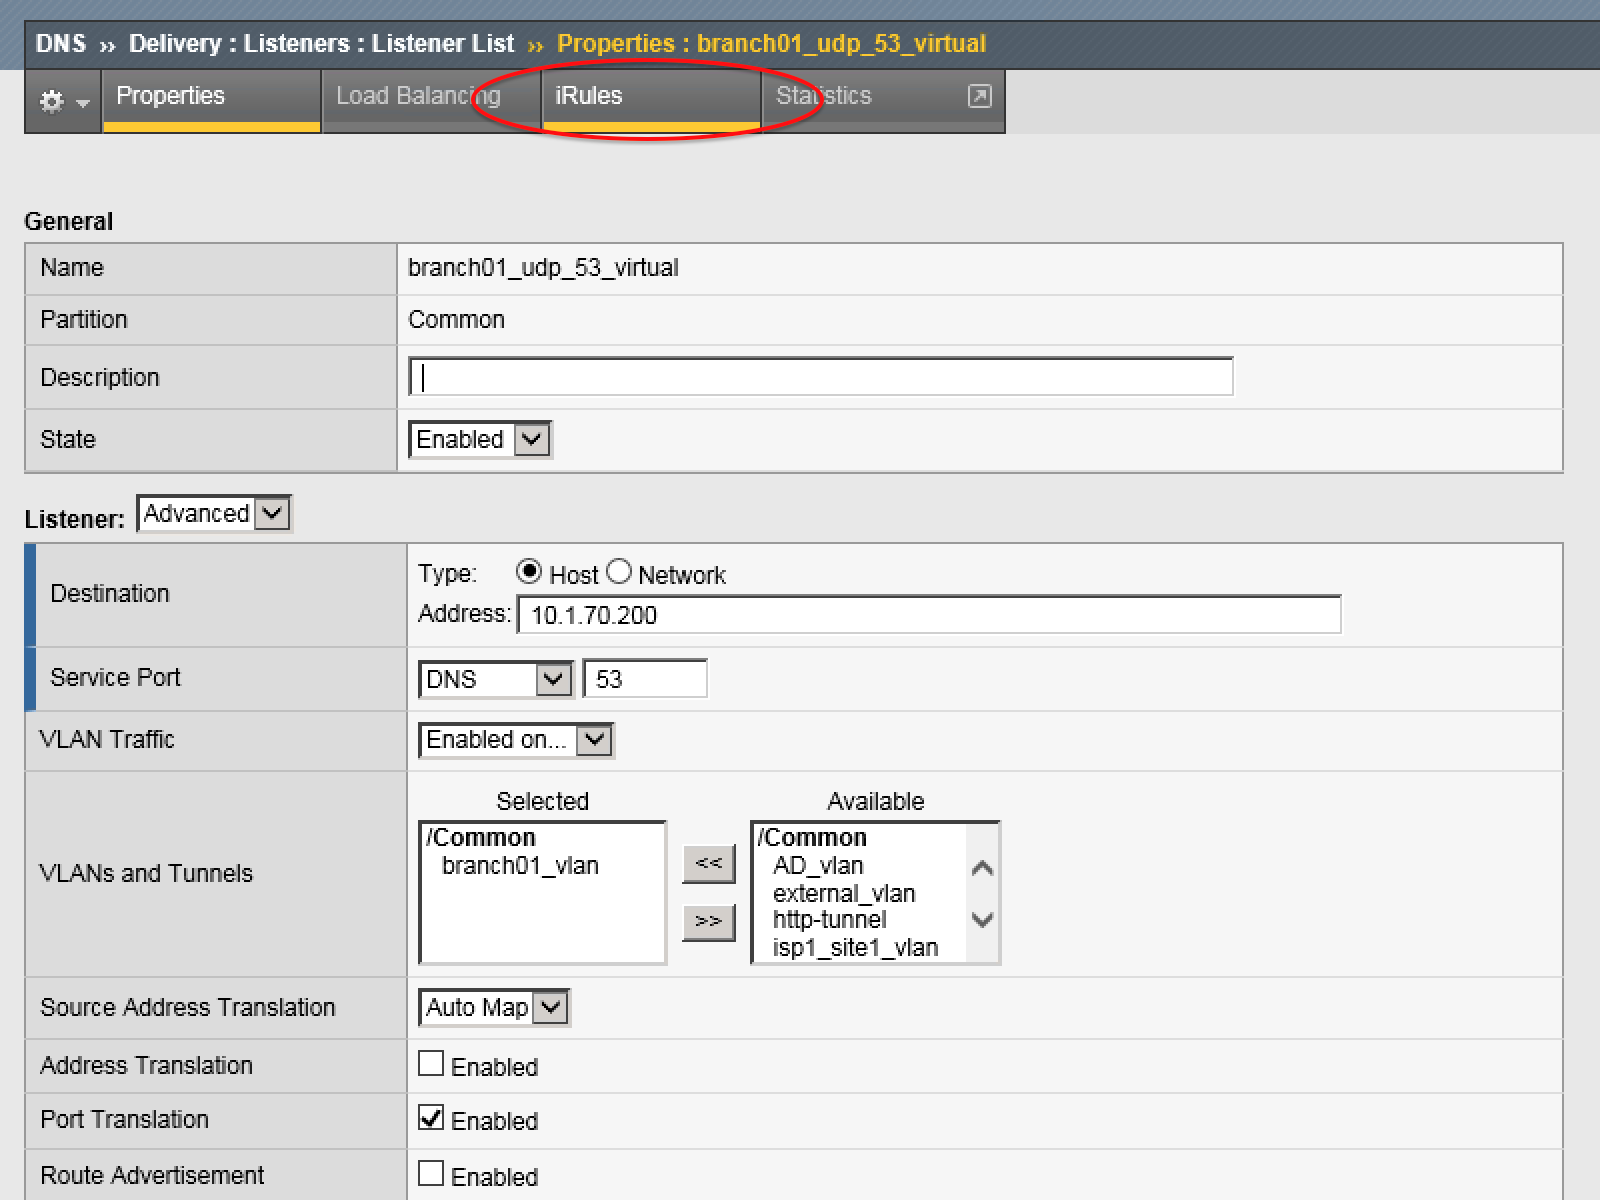 DNS ›› Delivery : Listeners : Listener List ›› Properties : branch01_udp_53_virtual
Properties Load Balancing iRules Statistics
General
Name branch01_udp_53_virtual
Partition Common
Description
State Enabled
Listener: Advanced
Destination Type: Host Network
Address: 10.1.70.200
Service Port DNS 53
VLAN Traffic Enabled on...
VLANs and Tunnels Selected Available
/Common /Common
branch01_vlan << AD_vlan
external_vlan
>> http-tunnel
isp1_site1_vlan
Source Address Translation Auto Map
Address Translation Enabled
Port Translation Enabled
Route Advertisement Enabled